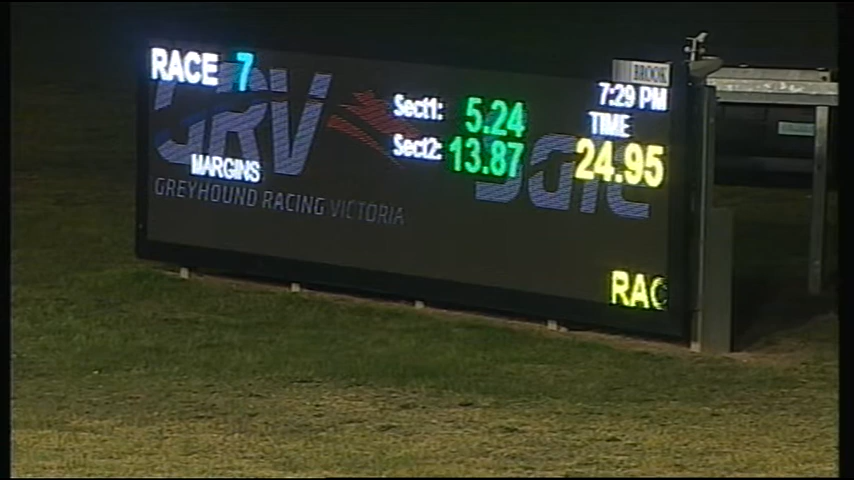 RACE 7
BROOK
7:29 PM
Sect1: 5.24
TIME
Sect2: 13.87
24.95
GRV
MARGINS
GREYHOUND RACING VICTORIA
RAC